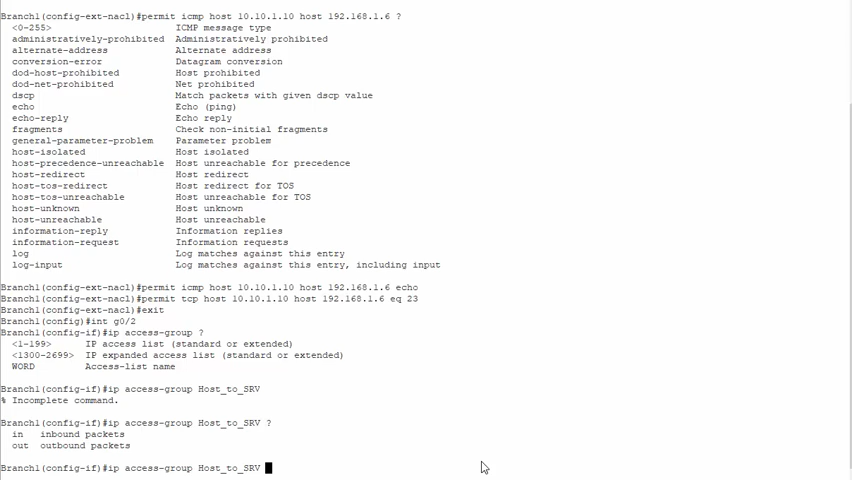 Branch1(config-ext-nacl)#permit icmp host 10.10.1.10 host 192.168.1.6 ?
<0-255> ICMP message type
administratively-prohibited Administratively prohibited
alternate-address Alternate address
conversion-error Datagram conversion
dod-host-prohibited Host prohibited
dod-net-prohibited Net prohibited
dscp Match packets with given dscp value
echo Echo (ping)
echo-reply Echo reply
fragments Check non-initial fragments
general-parameter-problem Parameter problem
host-isolated Host isolated
host-precedence-unreachable Host unreachable for precedence
host-redirect Host redirect
host-tos-redirect Host redirect for TOS
host-tos-unreachable Host unreachable for TOS
host-unknown Host unknown
host-unreachable Host unreachable
information-reply Information replies
information-request Information requests
log Log matches against this entry
log-input Log matches against this entry, including input
Branch1(config-ext-nacl)#permit icmp host 10.10.1.10 host 192.168.1.6 echo
Branch1(config-ext-nacl)#permit tcp host 10.10.1.10 host 192.168.1.6 eq 23
Branch1(config-ext-nacl)#exit
Branch1(config)#int g0/2
Branch1(config-if)#ip access-group ?
<1-199> IP access list (standard or extended)
<1300-2699> IP expanded access list (standard or extended)
WORD Access-list name
Branch1(config-if)#ip access-group Host_to_SRV
% Incomplete command.
Branch1(config-if)#ip access-group Host_to_SRV ?
in inbound packets
out outbound packets
Branch1(config-if)#ip access-group Host_to_SRV